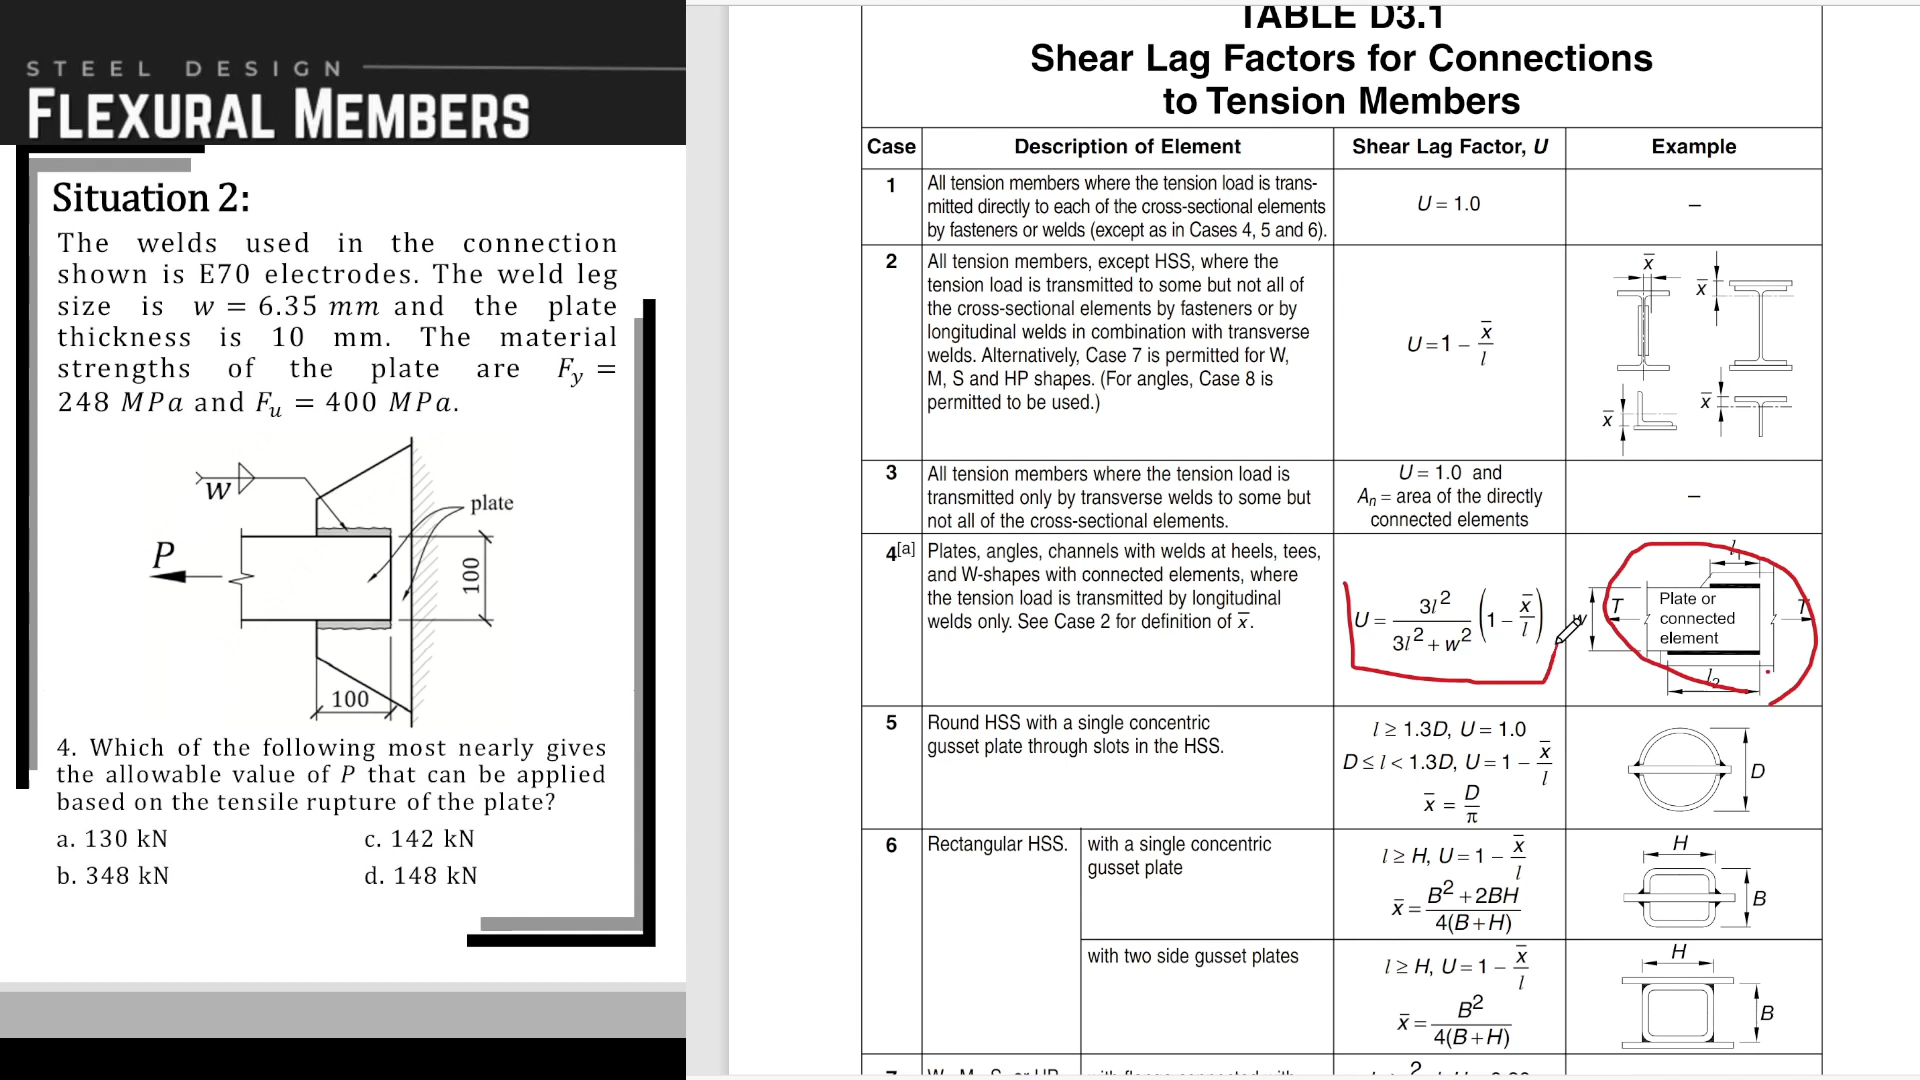 STEEL DESIGN
FLEXURAL MEMBERS
Situation 2:
The welds used in the connection
shown is E70 electrodes. The weld leg
size is w = 6.35 mm and the plate
thickness is 10 mm. The material
strengths of the plate are Fy =
248 MPa and Fu = 400 MPa.
w
plate
P
100
100
4. Which of the following most nearly gives
the allowable value of P that can be applied
based on the tensile rupture of the plate?
a. 130 kN
c. 142 kN
b. 348 kN
d. 148 kN
TABLE D3.1
Shear Lag Factors for Connections
to Tension Members
Case
Description of Element
Shear Lag Factor, U
Example
1
All tension members where the tension load is trans-
mitted directly to each of the cross-sectional elements
by fasteners or welds (except as in Cases 4, 5 and 6).
U = 1.0
–
2
All tension members, except HSS, where the
tension load is transmitted to some but not all of
the cross-sectional elements by fasteners or by
longitudinal welds in combination with transverse
welds. Alternatively, Case 7 is permitted for W,
M, S and HP shapes. (For angles, Case 8 is
permitted to be used.)
U = 1 – x̅/l
x̅
x̅
x̅
x̅
3
All tension members where the tension load is
transmitted only by transverse welds to some but
not all of the cross-sectional elements.
U = 1.0 and
An = area of the directly
connected elements
–
4[a]
Plates, angles, channels with welds at heels, tees,
and W-shapes with connected elements, where
the tension load is transmitted by longitudinal
welds only. See Case 2 for definition of x̅.
U = 3l²/(3l² + w²) (1 – x̅/l)
l1
w
T
Plate or
connected
element
T
l2
5
Round HSS with a single concentric
gusset plate through slots in the HSS.
l ≥ 1.3D, U = 1.0
D ≤ l < 1.3D, U = 1 – x̅/l
x̅ = D/π
D
6
Rectangular HSS.
with a single concentric
gusset plate
l ≥ H, U = 1 – x̅/l
x̅ = B² + 2BH/4(B + H)
H
B
with two side gusset plates
l ≥ H, U = 1 – x̅/l
x̅ = B²/4(B + H)
H
B